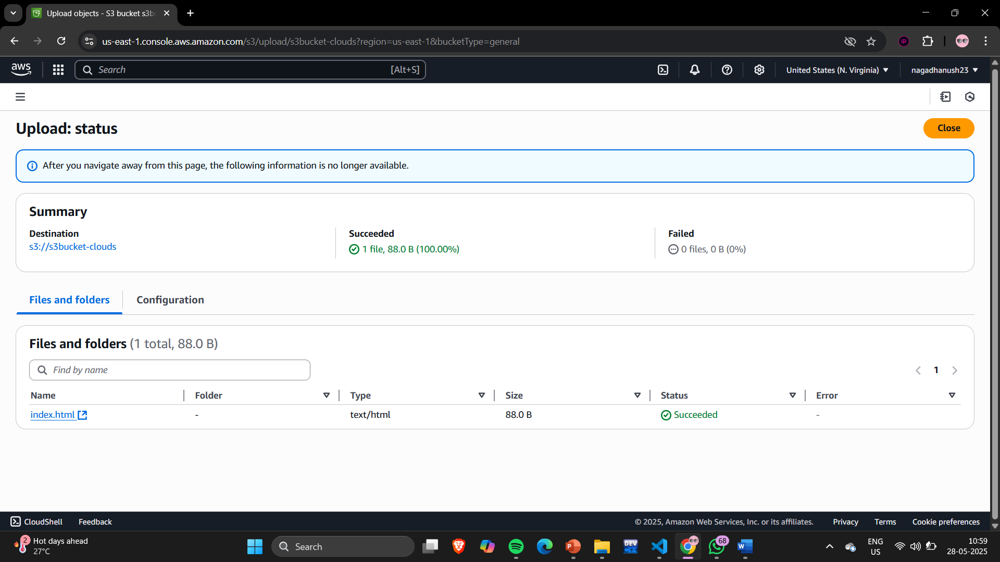 Upload objects - S3 bucket s3b
us-east-1.console.aws.amazon.com/s3/upload/s3bucket-clouds?region=us-east-1&bucketType=general
aws
Search [Alt+S]
United States (N. Virginia)
nagadhanush23
Upload: status
Close
After you navigate away from this page, the following information is no longer available.
Summary
Destination
s3://s3bucket-clouds
Succeeded
1 file, 88.0 B (100.00%)
Failed
0 files, 0 B (0%)
Files and folders
Configuration
Files and folders (1 total, 88.0 B)
Find by name
1
Name Folder Type Size Status Error
index.html - text/html 88.0 B Succeeded -
CloudShell Feedback
© 2025, Amazon Web Services, Inc. or its affiliates. Privacy Terms Cookie preferences
2
Hot days ahead
27°C
Search
DEV
P
68
W
ENG
US
10:59
28-05-2025